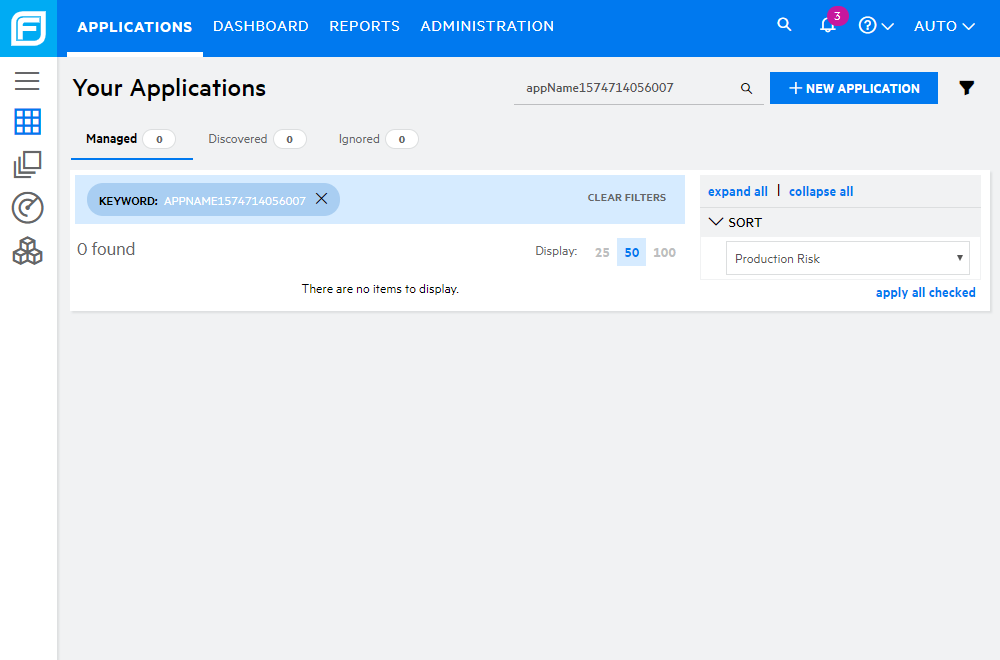 F APPLICATIONS DASHBOARD REPORTS ADMINISTRATION 3 ? AUTO
Your Applications appName1574714056007 + NEW APPLICATION
Managed 0 Discovered 0 Ignored 0
KEYWORD: APPNAME1574714056007 CLEAR FILTERS expand all | collapse all
SORT
0 found Display: 25 50 100 Production Risk
There are no items to display. apply all checked